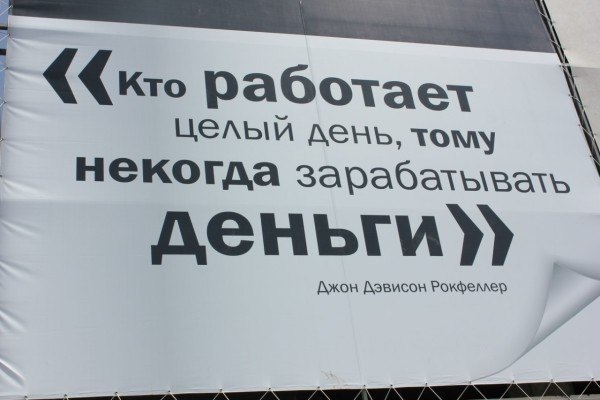 «Кто работает
целый день, тому
некогда зарабатывать
деньги»
Джон Дэвисон Рокфеллер